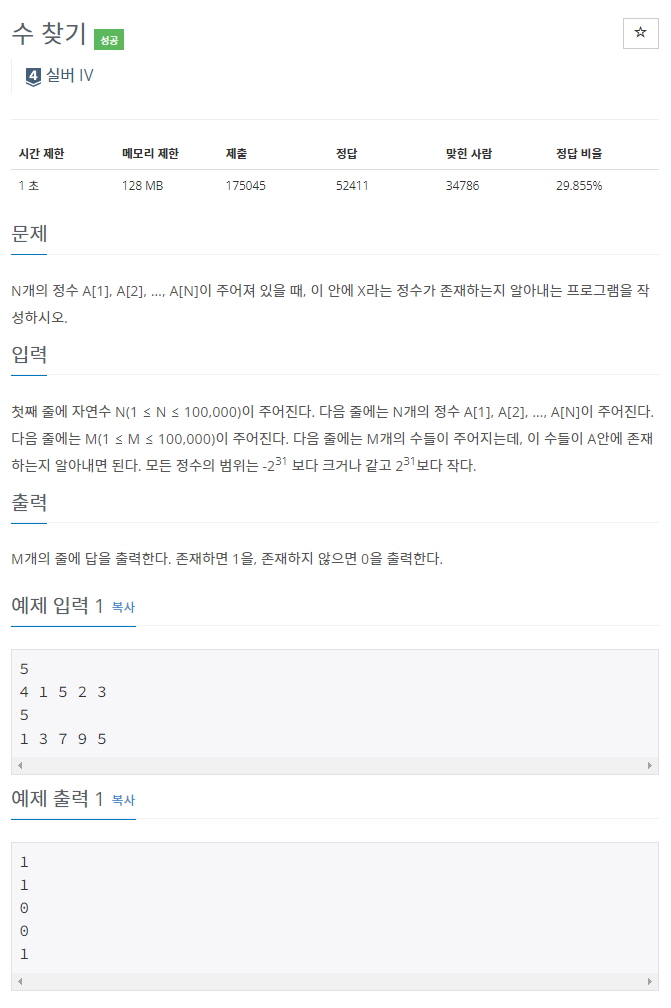 수 찾기 성공
☆
4 실버 IV
시간 제한 메모리 제한 제출 정답 맞힌 사람 정답 비율
1 초 128 MB 175045 52411 34786 29.855%
문제
N개의 정수 A[1], A[2], …, A[N]이 주어져 있을 때, 이 안에 X라는 정수가 존재하는지 알아내는 프로그램을 작
성하시오.
입력
첫째 줄에 자연수 N(1 ≤ N ≤ 100,000)이 주어진다. 다음 줄에는 N개의 정수 A[1], A[2], …, A[N]이 주어진다.
다음 줄에는 M(1 ≤ M ≤ 100,000)이 주어진다. 다음 줄에는 M개의 수들이 주어지는데, 이 수들이 A안에 존재
하는지 알아내면 된다. 모든 정수의 범위는 -2³¹ 보다 크거나 같고 2³¹보다 작다.
출력
M개의 줄에 답을 출력한다. 존재하면 1을, 존재하지 않으면 0을 출력한다.
예제 입력 1 복사
5
4 1 5 2 3
5
1 3 7 9 5
예제 출력 1 복사
1
1
0
0
1